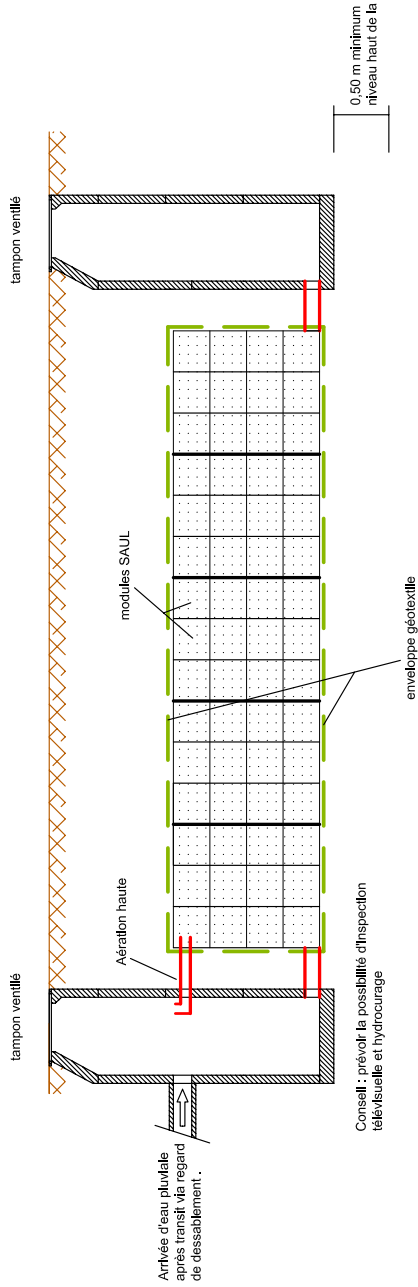 tampon ventilé
tampon ventilé
Arrivée d'eau pluviale
après transit via regard
de dessablement .
Aération haute
modules SAUL
0,50 m minimum
niveau haut de la
enveloppe géotextile
Conseil : prévoir la possibilité d'inspection
télévisuelle et hydrocurage